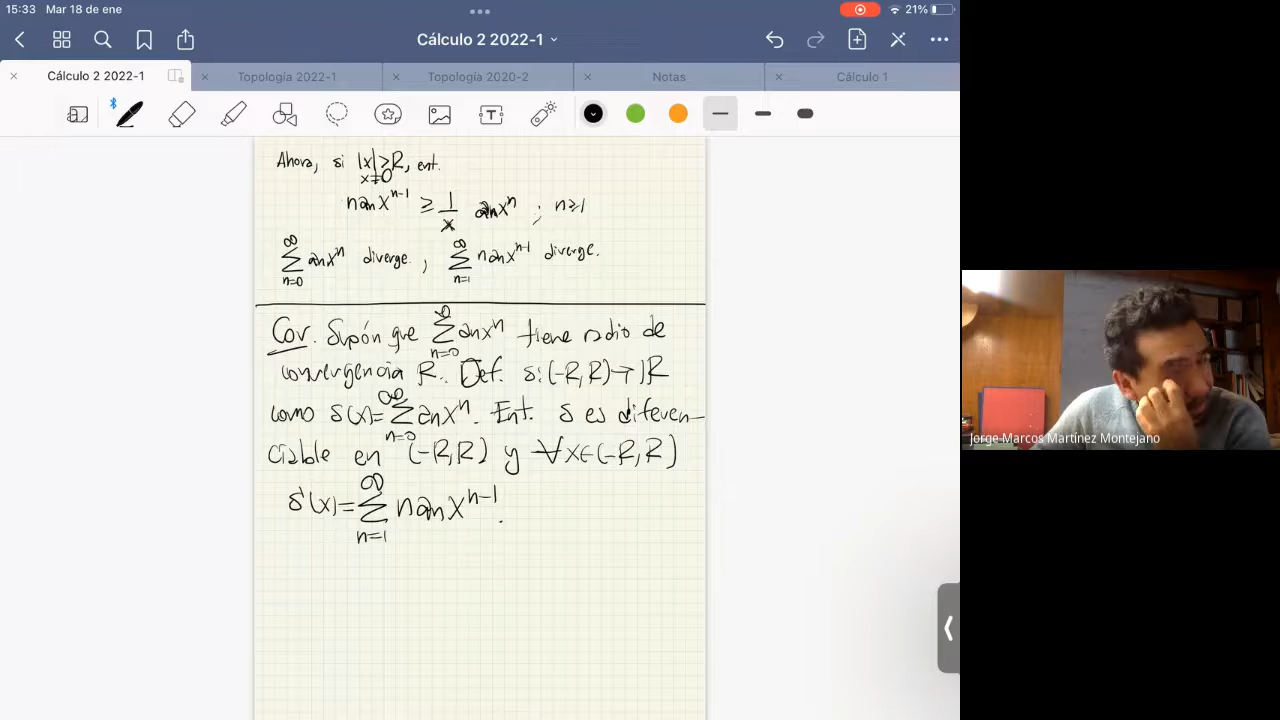 15:33 Mar 18 de ene
21%
Cálculo 2 2022-1
Cálculo 2 2022-1
Topología 2022-1
Topología 2020-2
Notas
Cálculo 1
T
Ahora, si |x|>R, ent.
x≠0
nanx^{n-1} ≥ 1/x anx^n ; n≥1
∑_{n=0}^∞ anx^n diverge, ∑_{n=1}^∞ nanx^{n-1} diverge.
Cor. Supón que ∑_{n=0}^∞ anx^n tiene radio de
convergencia R. Def. s:(-R,R)→IR
como s(x)=∑_{n=0}^∞ anx^n. Ent. s es diferen-
ciable en (-R,R) y ∀x∈(-R,R)
s'(x)=∑_{n=1}^∞ nanx^{n-1}.
Jorge Marcos Martínez Montejano